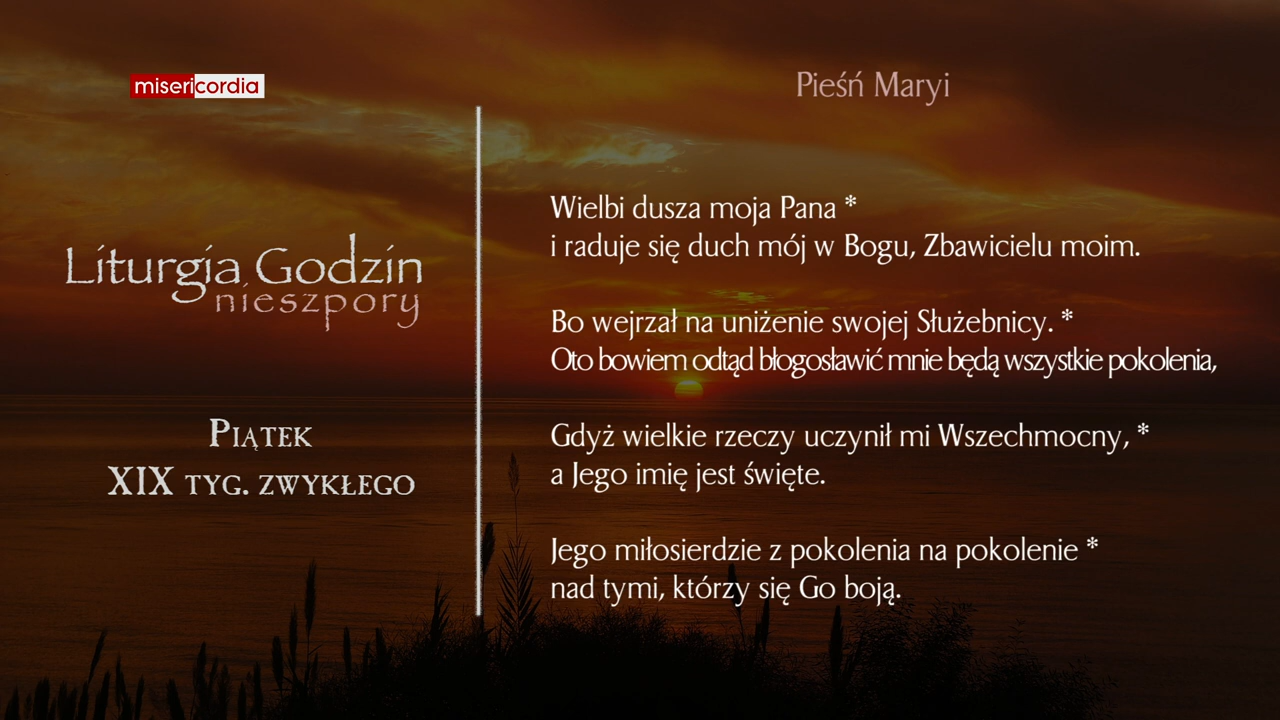 misericordia
Liturgia Godzin
nieszpory
Piątek
XIX tyg. zwykłego
Pieśń Maryi
Wielbi dusza moja Pana *
i raduje się duch mój w Bogu, Zbawicielu moim.
Bo wejrzał na uniżenie swojej Służebnicy. *
Oto bowiem odtąd błogosławić mnie będą wszystkie pokolenia,
Gdyż wielkie rzeczy uczynił mi Wszechmocny, *
a Jego imię jest święte.
Jego miłosierdzie z pokolenia na pokolenie *
nad tymi, którzy się Go boją.